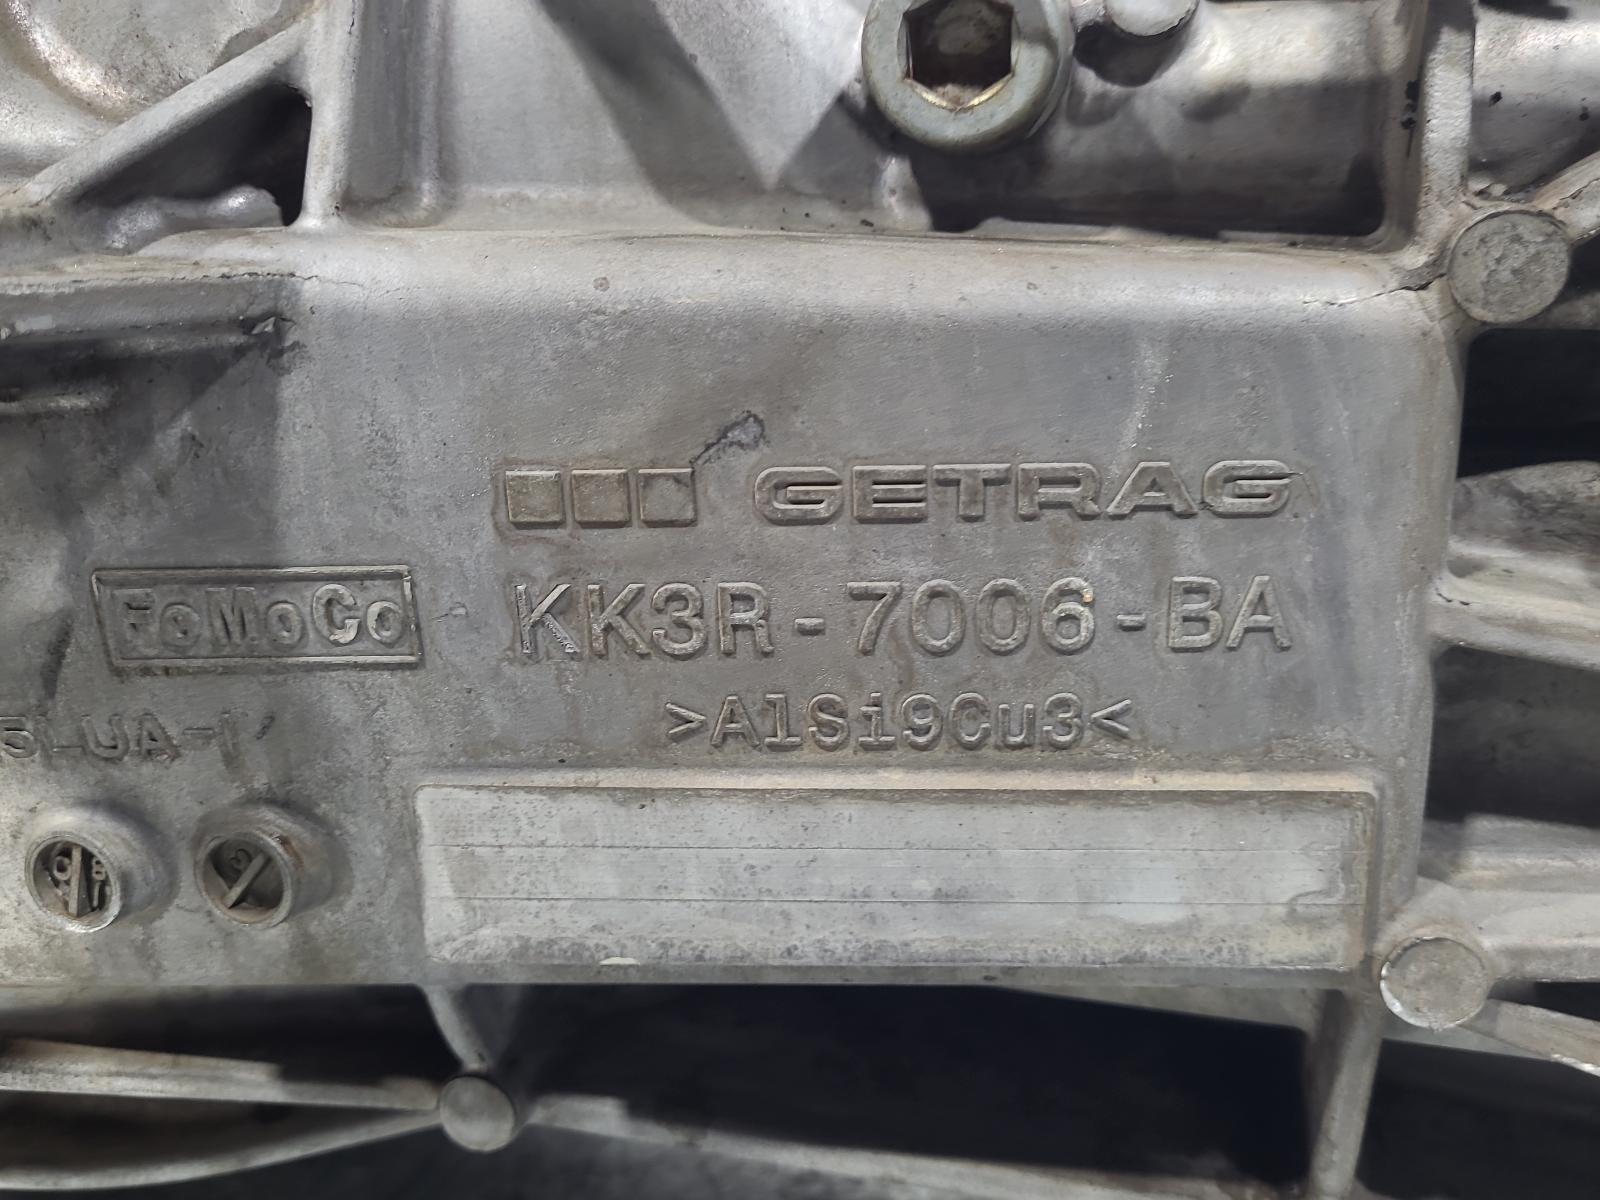 GETRAG
FoMoCo
KK3R-7006-BA
>AlSi9Cu3<